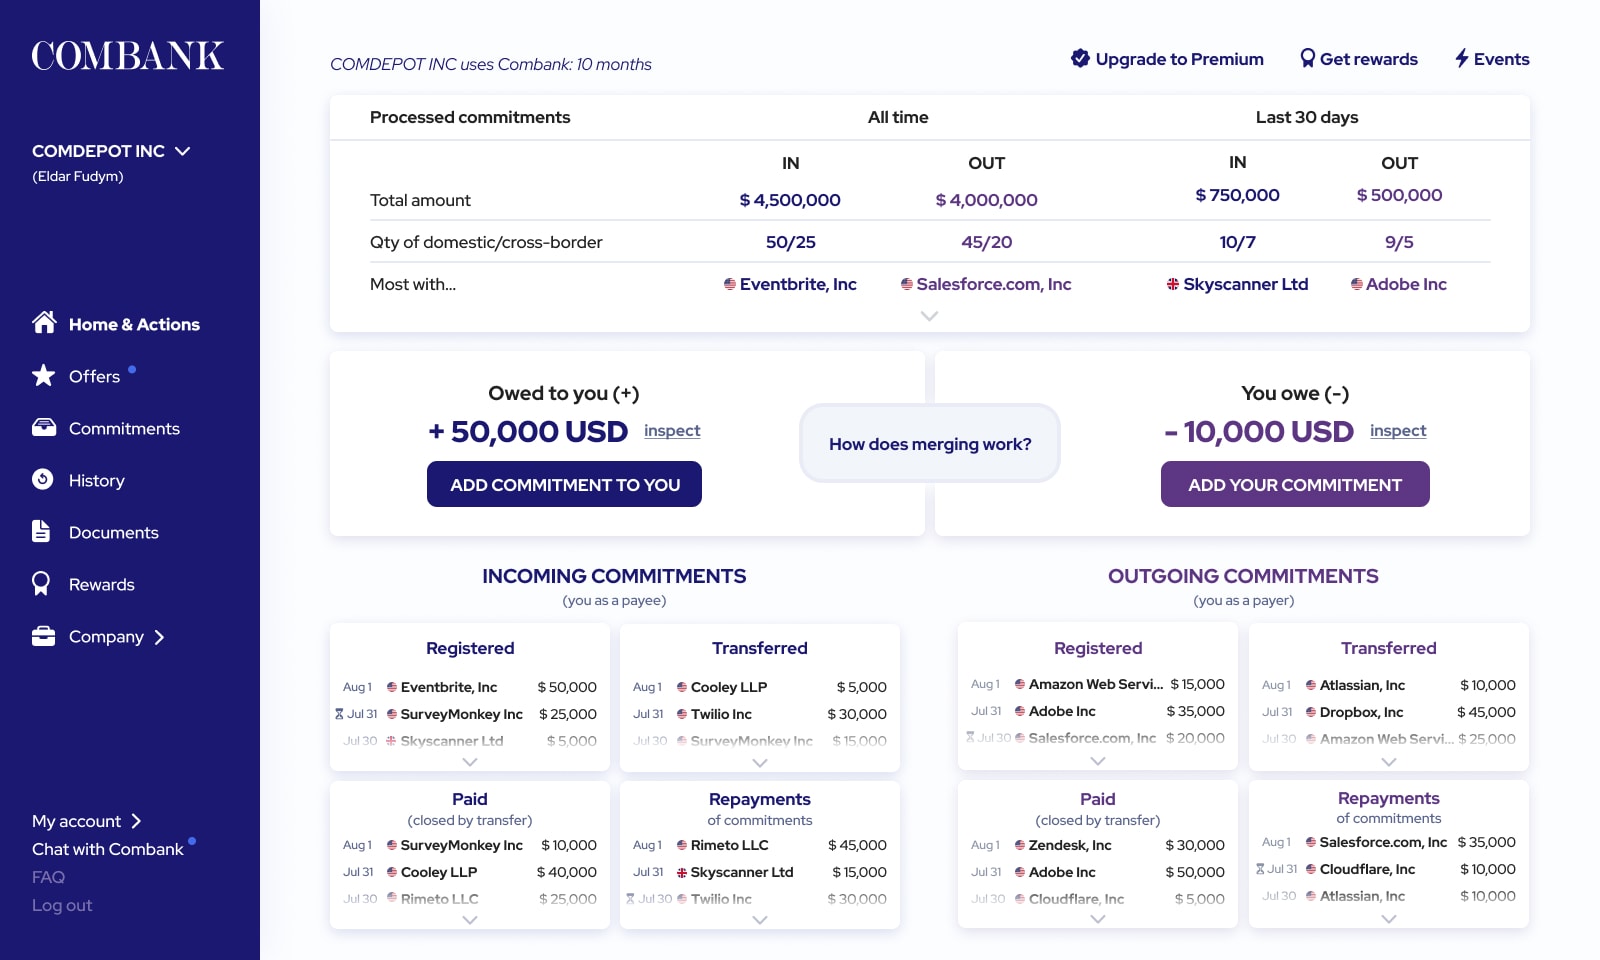 COMBANK
COMDEPOT INC
(Eldar Fudym)
Home & Actions
Offers
Commitments
History
Documents
Rewards
Company
My account
Chat with Combank
FAQ
Log out
COMDEPOT INC uses Combank: 10 months
Upgrade to Premium Get rewards Events
Processed commitments All time Last 30 days
IN OUT IN OUT
Total amount $ 4,500,000 $ 4,000,000 $ 750,000 $ 500,000
Qty of domestic/cross-border 50/25 45/20 10/7 9/5
Most with... Eventbrite, Inc Salesforce.com, Inc Skyscanner Ltd Adobe Inc
Owed to you (+)
+ 50,000 USD inspect
ADD COMMITMENT TO YOU
How does merging work?
You owe (-)
- 10,000 USD inspect
ADD YOUR COMMITMENT
INCOMING COMMITMENTS
(you as a payee)
Registered
Aug 1 Eventbrite, Inc $ 50,000
Jul 31 SurveyMonkey Inc $ 25,000
Jul 30 Skyscanner Ltd $ 5,000
Transferred
Aug 1 Cooley LLP $ 5,000
Jul 31 Twilio Inc $ 30,000
Jul 30 SurveyMonkey Inc $ 15,000
Paid
(closed by transfer)
Aug 1 SurveyMonkey Inc $ 10,000
Jul 31 Cooley LLP $ 40,000
Jul 30 Rimeto LLC $ 25,000
Repayments
of commitments
Aug 1 Rimeto LLC $ 45,000
Jul 31 Skyscanner Ltd $ 15,000
Jul 30 Twilio Inc $ 30,000
OUTGOING COMMITMENTS
(you as a payer)
Registered
Aug 1 Amazon Web Servi... $ 15,000
Jul 31 Adobe Inc $ 35,000
Jul 30 Salesforce.com, Inc $ 20,000
Transferred
Aug 1 Atlassian, Inc $ 10,000
Jul 31 Dropbox, Inc $ 45,000
Jul 30 Amazon Web Servi... $ 25,000
Paid
(closed by transfer)
Aug 1 Zendesk, Inc $ 30,000
Jul 31 Adobe Inc $ 50,000
Jul 30 Cloudflare, Inc $ 5,000
Repayments
of commitments
Aug 1 Salesforce.com, Inc $ 35,000
Jul 31 Cloudflare, Inc $ 10,000
Jul 30 Atlassian, Inc $ 10,000